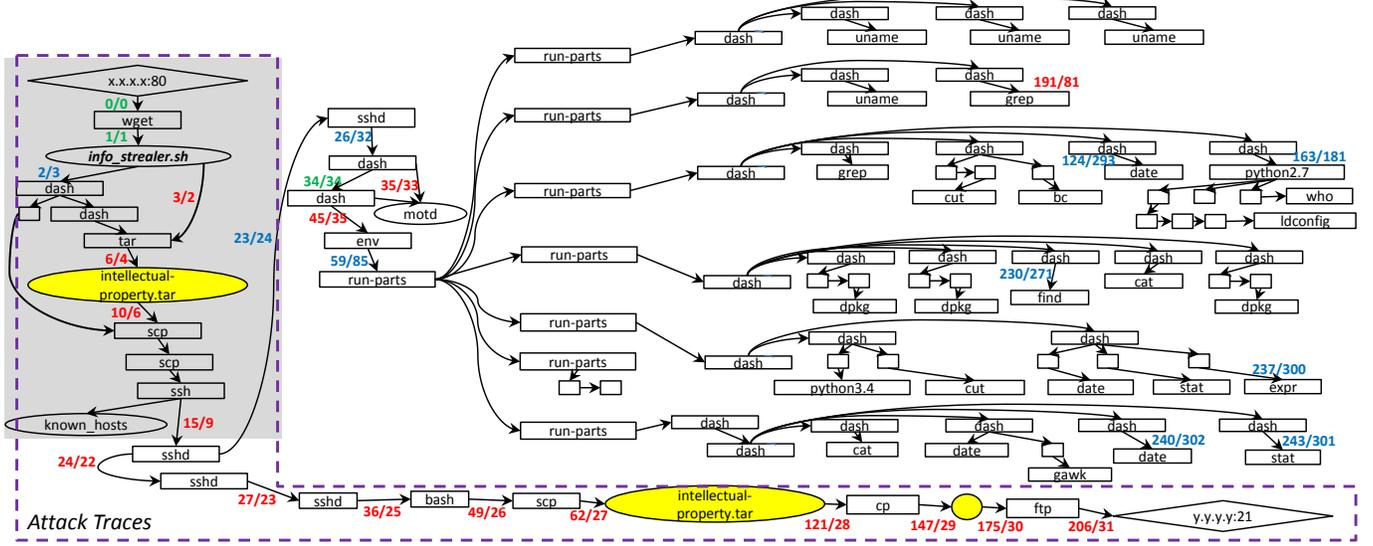 x.x.x.x:80
0/0
wget
1/1
info_strealer.sh
2/3
dash
dash
3/2
tar
6/4
intellectual-
property.tar
10/6
scp
scp
ssh
known_hosts
15/9
sshd
24/22
sshd
27/23
23/24
sshd
26/32
dash
34/34
35/33
dash
motd
45/35
env
59/85
run-parts
run-parts
dash
dash
dash
dash
uname
uname
uname
run-parts
dash
dash
dash
191/81
uname
grep
run-parts
dash
dash
dash
dash
dash
grep
124/293
date
163/181
python2.7
cut
bc
who
ldconfig
run-parts
dash
dash
dash
dash
dash
dash
230/271
find
cat
dpkg
dpkg
dpkg
run-parts
dash
dash
dash
python3.4
cut
date
stat
237/300
expr
run-parts
run-parts
dash
dash
dash
dash
dash
dash
cat
date
gawk
240/302
date
243/301
stat
sshd
36/25
bash
49/26
scp
62/27
intellectual-
property.tar
121/28
cp
147/29
175/30
ftp
206/31
y.y.y.y:21
Attack Traces